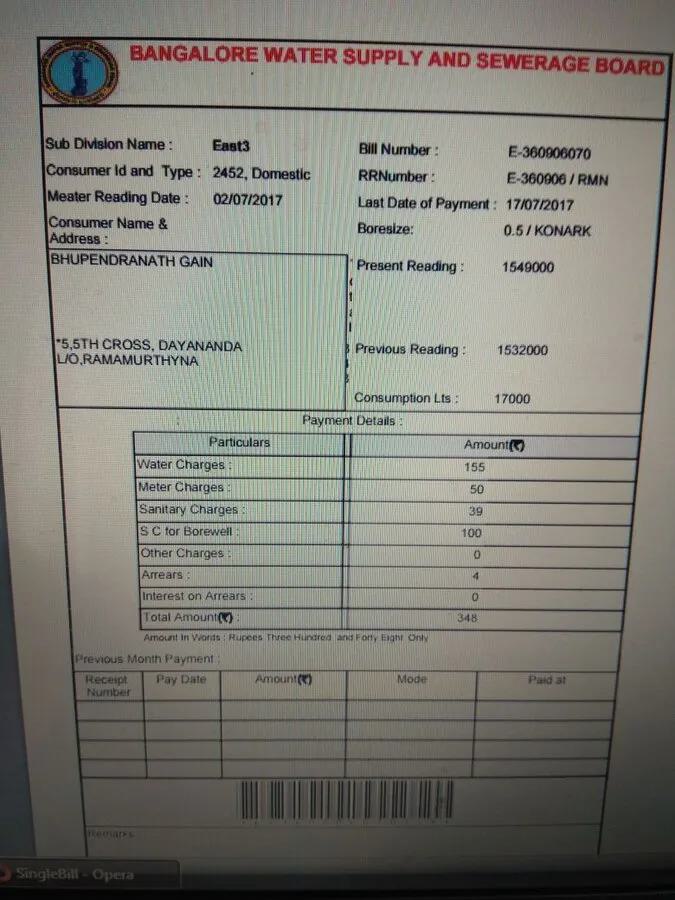 BANGALORE WATER SUPPLY AND SEWERAGE BOARD
Sub Division Name : East3
Bill Number : E-360906070
Consumer Id and Type : 2452, Domestic
RRNumber : E-360906 / RMN
Meater Reading Date : 02/07/2017
Last Date of Payment : 17/07/2017
Consumer Name &
Address :
Boresize: 0.5 / KONARK
BHUPENDRANATH GAIN
Present Reading : 1549000
*5,5TH CROSS, DAYANANDA
L/O,RAMAMURTHYNA
Previous Reading : 1532000
Consumption Lts : 17000
Payment Details :
Particulars Amount(₹)
Water Charges : 155
Meter Charges : 50
Sanitary Charges : 39
S C for Borewell : 100
Other Charges : 0
Arrears : 4
Interest on Arrears : 0
Total Amount(₹) : 348
Amount In Words : Rupees Three Hundred and Forty Eight Only
Previous Month Payment :
Receipt Number Pay Date Amount(₹) Mode Paid at
Remarks
SingleBill - Opera